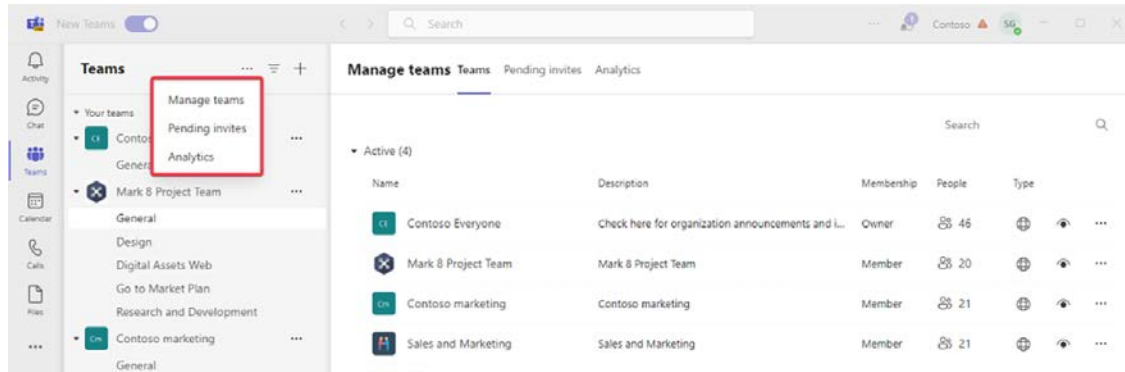 New Teams
Search
Contoso
SG
Activity
Chat
Teams
Calendar
Calls
Files
Teams
Manage teams
Pending invites
Analytics
Your teams
CE Conto
Genera
Mark 8 Project Team
General
Design
Digital Assets Web
Go to Market Plan
Research and Development
Cm Contoso marketing
General
Manage teams Teams Pending invites Analytics
Search
Active (4)
Name Description Membership People Type
CE Contoso Everyone Check here for organization announcements and i... Owner 46
Mark 8 Project Team Mark 8 Project Team Member 20
Cm Contoso marketing Contoso marketing Member 21
Sales and Marketing Sales and Marketing Member 21